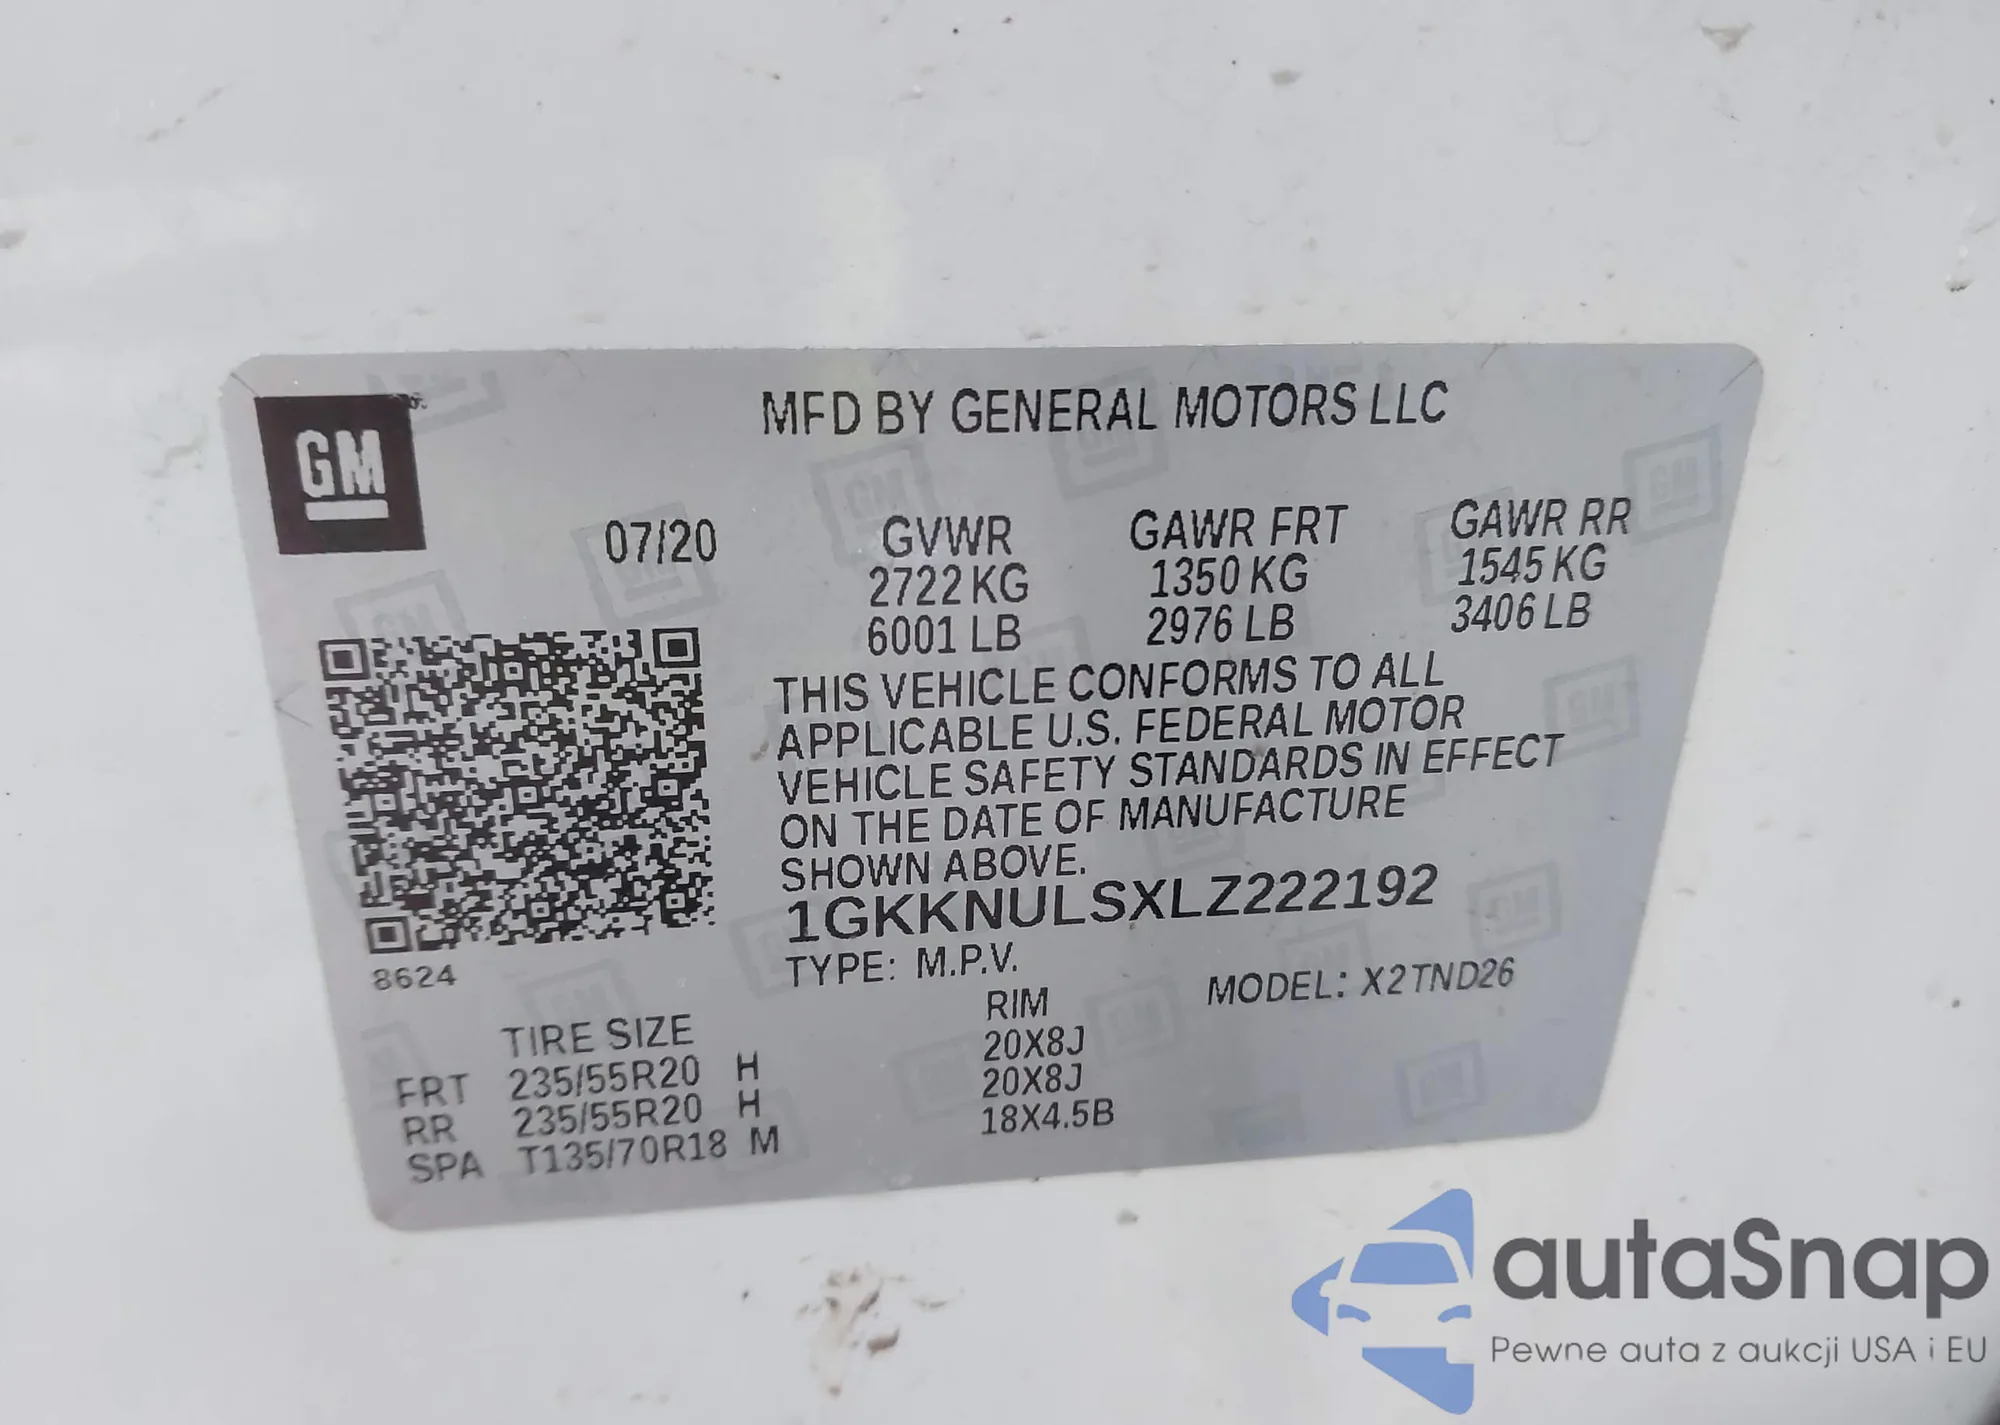 GM
MFD BY GENERAL MOTORS LLC
07/20
GVWR GAWR FRT GAWR RR
2722 KG 1350 KG 1545 KG
6001 LB 2976 LB 3406 LB
THIS VEHICLE CONFORMS TO ALL
APPLICABLE U.S. FEDERAL MOTOR
VEHICLE SAFETY STANDARDS IN EFFECT
ON THE DATE OF MANUFACTURE
SHOWN ABOVE.
1GKKNULSXLZ222192
8624
TYPE: M.P.V. MODEL: X2TND26
TIRE SIZE RIM
FRT 235/55R20 H 20X8J
RR 235/55R20 H 20X8J
SPA T135/70R18 M 18X4.5B
autaSnap
Pewne auta z aukcji USA i EU